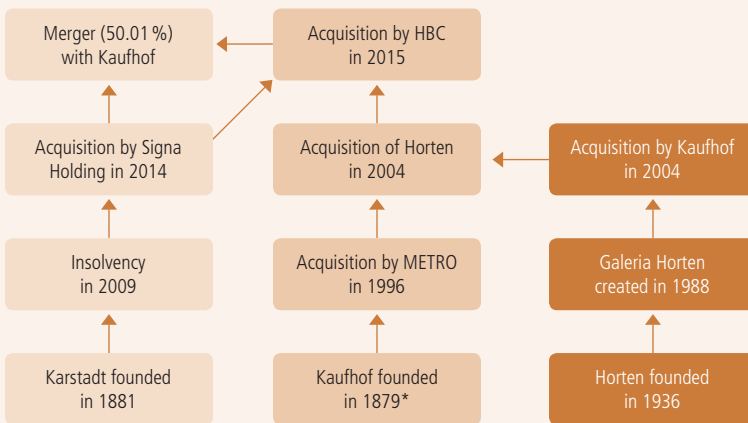 Merger (50.01 %)
with Kaufhof
Acquisition by HBC
in 2015
Acquisition by Signa
Holding in 2014
Acquisition of Horten
in 2004
Acquisition by Kaufhof
in 2004
Insolvency
in 2009
Acquisition by METRO
in 1996
Galeria Horten
created in 1988
Karstadt founded
in 1881
Kaufhof founded
in 1879*
Horten founded
in 1936